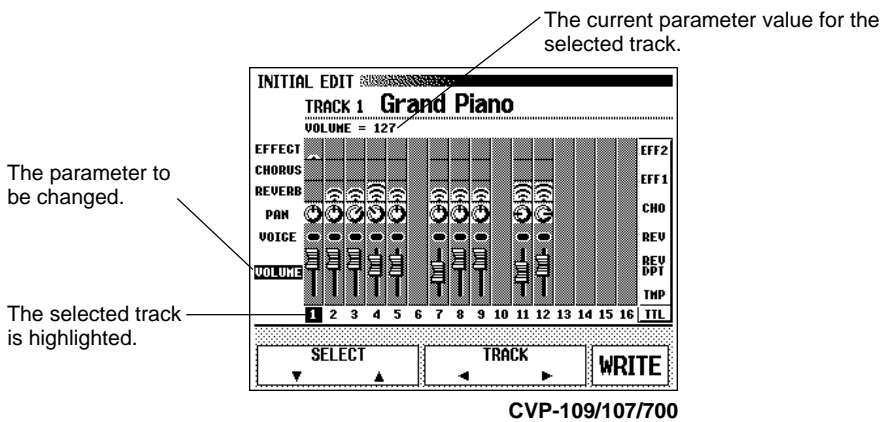 The current parameter value for the
selected track.
INITIAL EDIT
TRACK 1 Grand Piano
VOLUME = 127
EFFECT
CHORUS
REVERB
PAN
VOICE
VOLUME
The parameter to
be changed.
The selected track
is highlighted.
EFF2
EFF1
CHO
REV
REV
DPT
TMP
TTL
1 2 3 4 5 6 7 8 9 10 11 12 13 14 15 16
SELECT
▼ ▲
TRACK
◀ ▶
WRITE
CVP-109/107/700